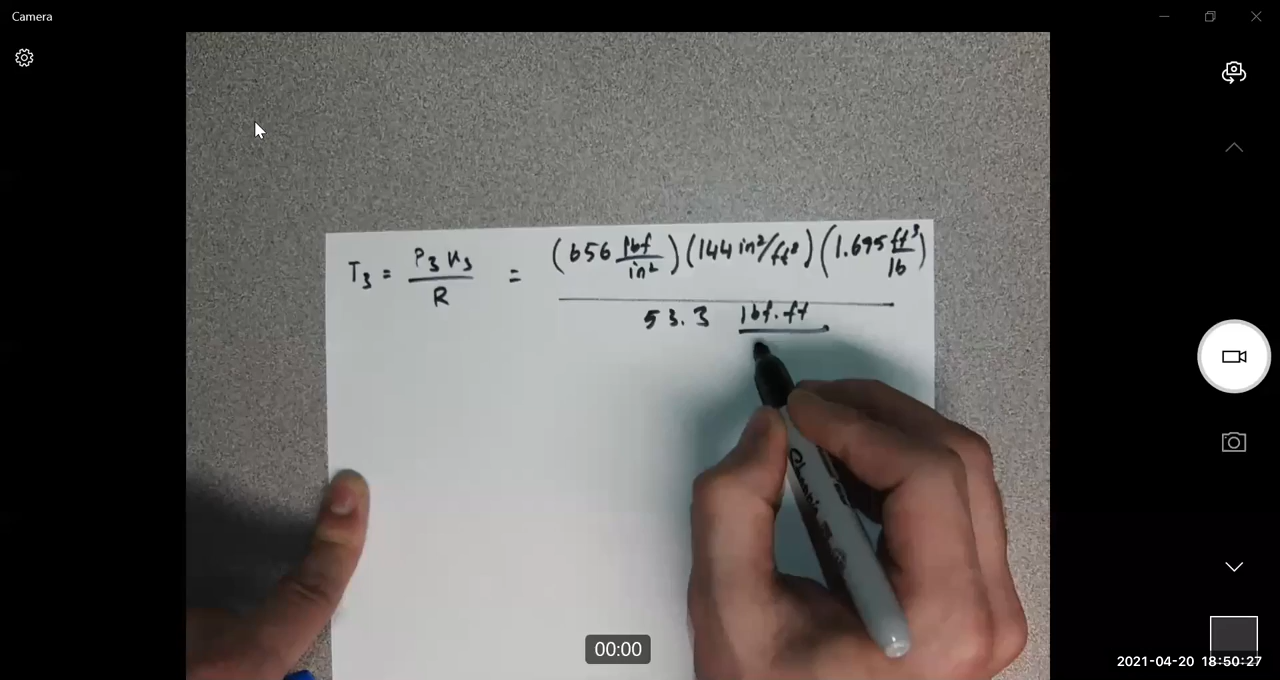 Camera
T₃ = P₃ v₃ / R = (656 lbf/in²)(144 in²/ft²)(1.695 ft³/lb) / 53.3 lbf.ft
Sharpie
00:00
2021-04-20 18:50:27